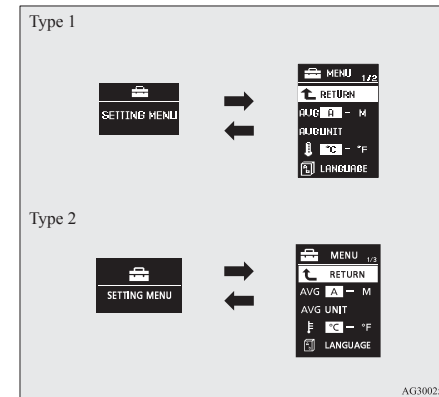 Type 1
SETTING MENU
MENU 1/2
RETURN
AVG A - M
AVG UNIT
°C - °F
LANGUAGE
Type 2
SETTING MENU
MENU 1/3
RETURN
AVG A - M
AVG UNIT
°C - °F
LANGUAGE